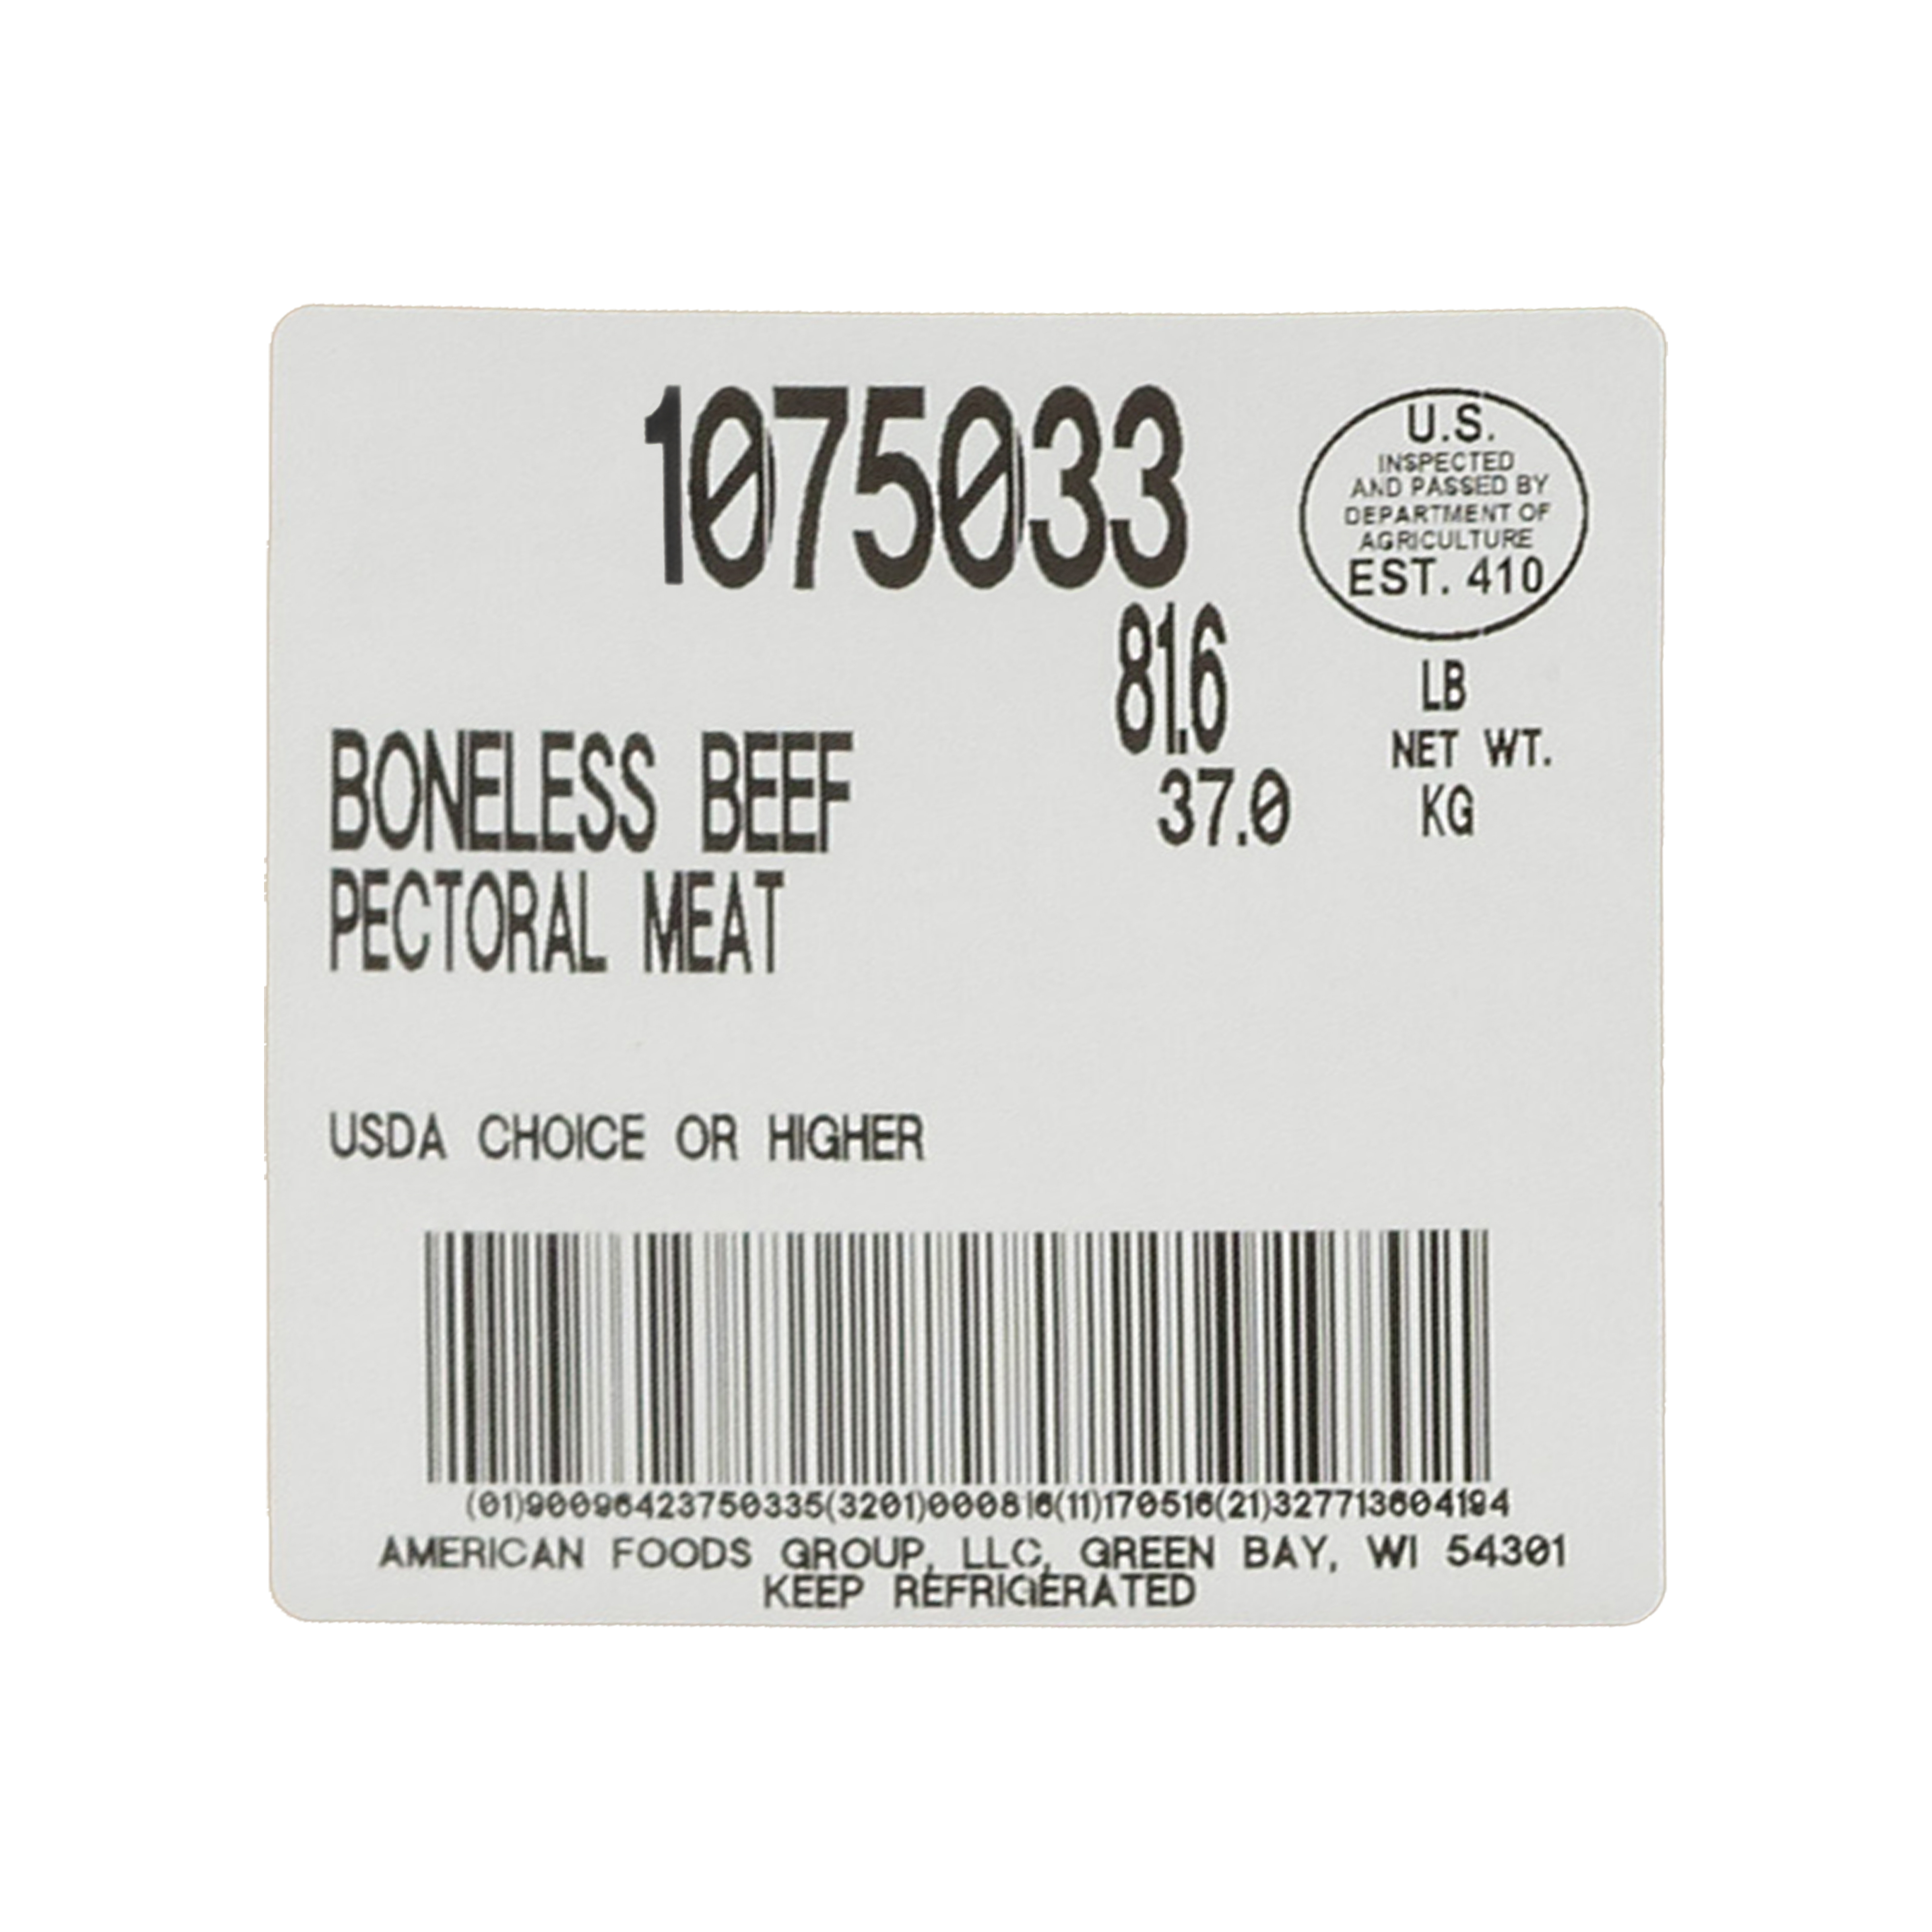 1075033
U.S.
INSPECTED
AND PASSED BY
DEPARTMENT OF
AGRICULTURE
EST. 410
81.6 LB
NET WT.
37.0 KG
BONELESS BEEF
PECTORAL MEAT
USDA CHOICE OR HIGHER
(01)90096423750335(3201)000816(11)170516(21)327713604194
AMERICAN FOODS GROUP, LLC, GREEN BAY, WI 54301
KEEP REFRIGERATED